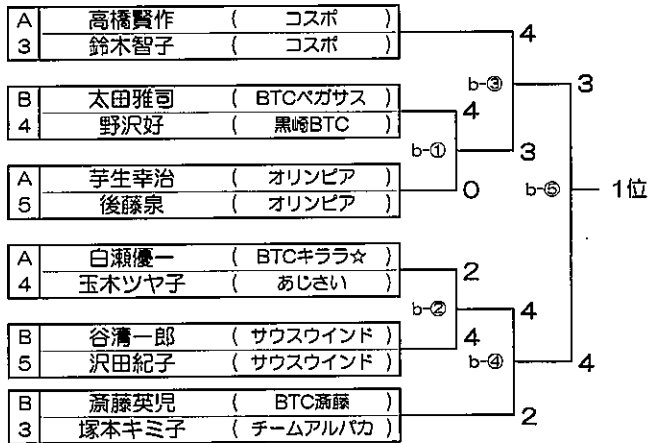 A 高橋賢作 ( コスポ ) 4
3 鈴木智子 ( コスポ )
b-③ 3
B 太田雅司 ( BTCペガサス ) 4
4 野沢好 ( 黒崎BTC )
b-① 3
A 芋生幸治 ( オリンピア ) 0 b-⑤ 1位
5 後藤泉 ( オリンピア )
A 白瀬優一 ( BTCキララ☆ ) 2
4 玉木ツヤ子 ( あじさい )
b-② 4
B 谷濱一郎 ( サウスウインド ) 4
5 沢田紀子 ( サウスウインド ) b-④ 4
B 斎藤英児 ( BTC斎藤 ) 2
3 塚本キミ子 ( チームアルパカ )